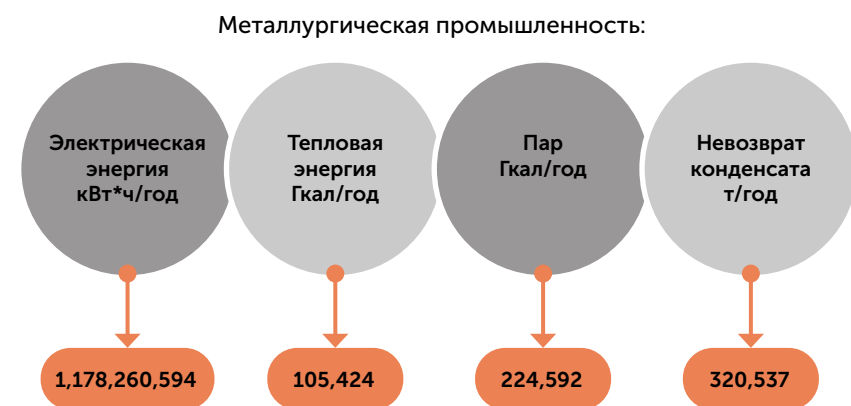 Металлургическая промышленность:
Электрическая
энергия
кВт*ч/год
Тепловая
энергия
Гкал/год
Пар
Гкал/год
Невозврат
конденсата
т/год
1,178,260,594
105,424
224,592
320,537